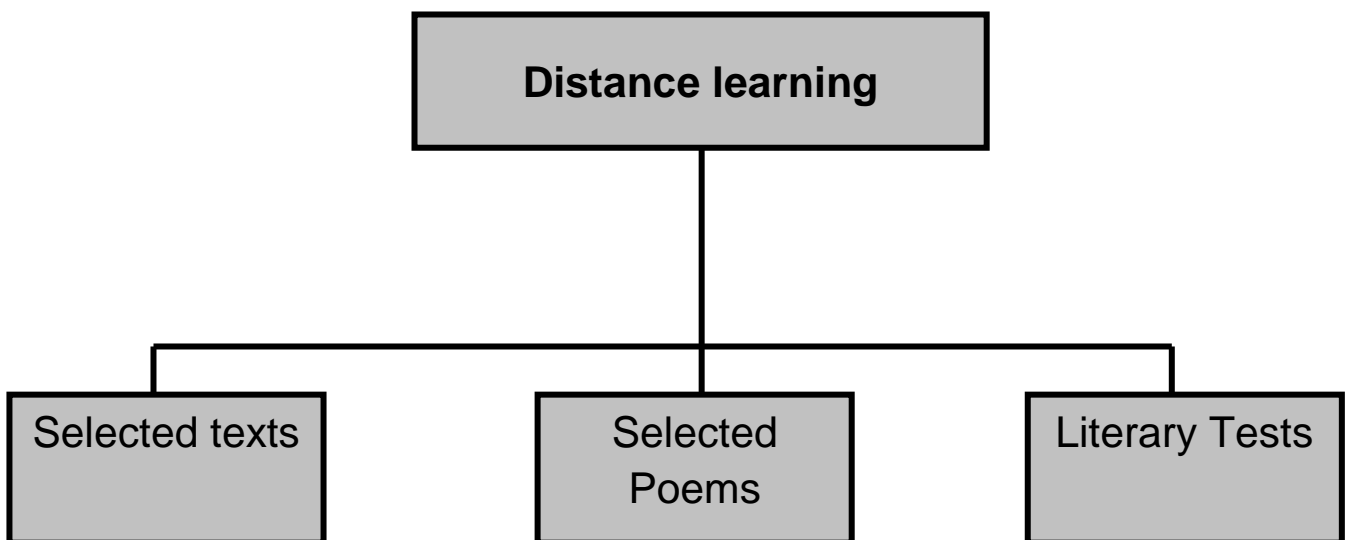 Distance learning
Selected texts
Selected
Poems
Literary Tests